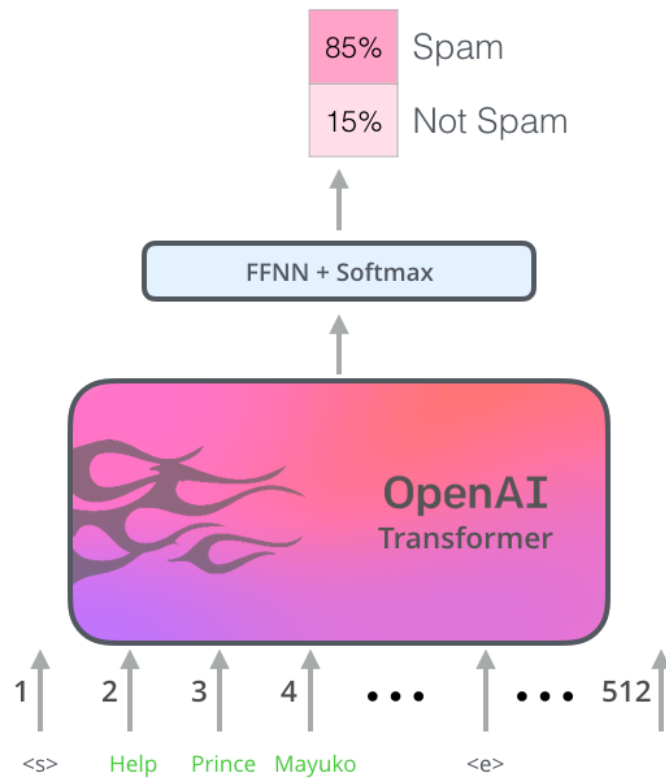 85% Spam
15% Not Spam
FFNN + Softmax
OpenAI
Transformer
1 2 3 4 ••• ••• 512
<s> Help Prince Mayuko <e>